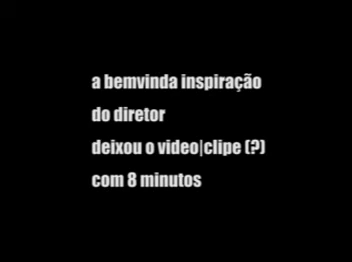 a bemvinda inspiração
do diretor
deixou o video|clipe (?)
com 8 minutos